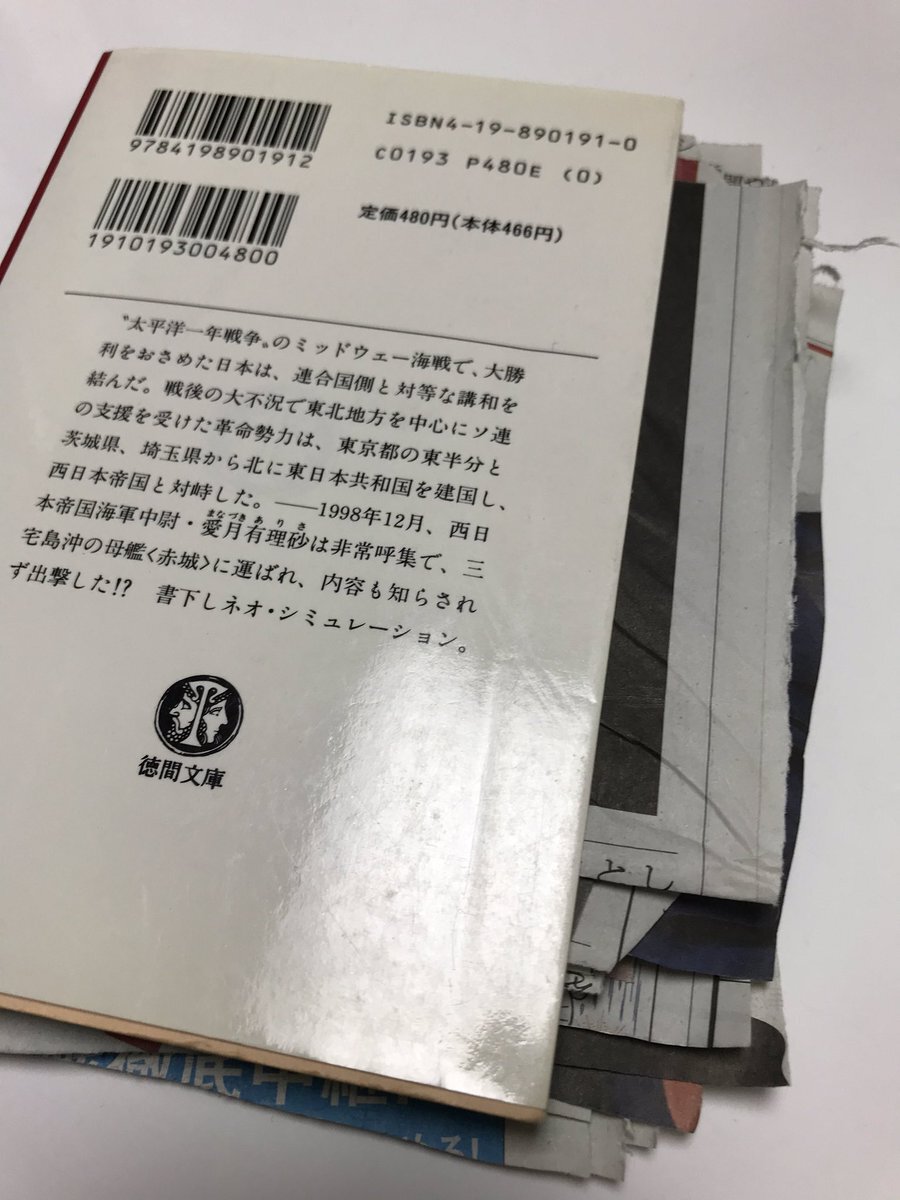 ISBN4-19-890191-0
9784198901912
C0193 P480E (0)
1910193004800
定価480円(本体466円)
〝太平洋一年戦争〟のミッドウェー海戦で、大勝
利をおさめた日本は、連合国側と対等な講和を
結んだ。戦後の大不況で東北地方を中心にソ連
の支援を受けた革命勢力は、東京都の東半分と
茨城県、埼玉県から北に東日本共和国を建国し、
西日本帝国と対峙した。――1998年12月、西日
まなづきありさ
本帝国海軍中尉・愛月有理砂は非常呼集で、三
宅島沖の母艦〈赤城〉に運ばれ、内容も知らされ
ず出撃した!? 書下しネオ・シミュレーション。
徳間文庫
とし